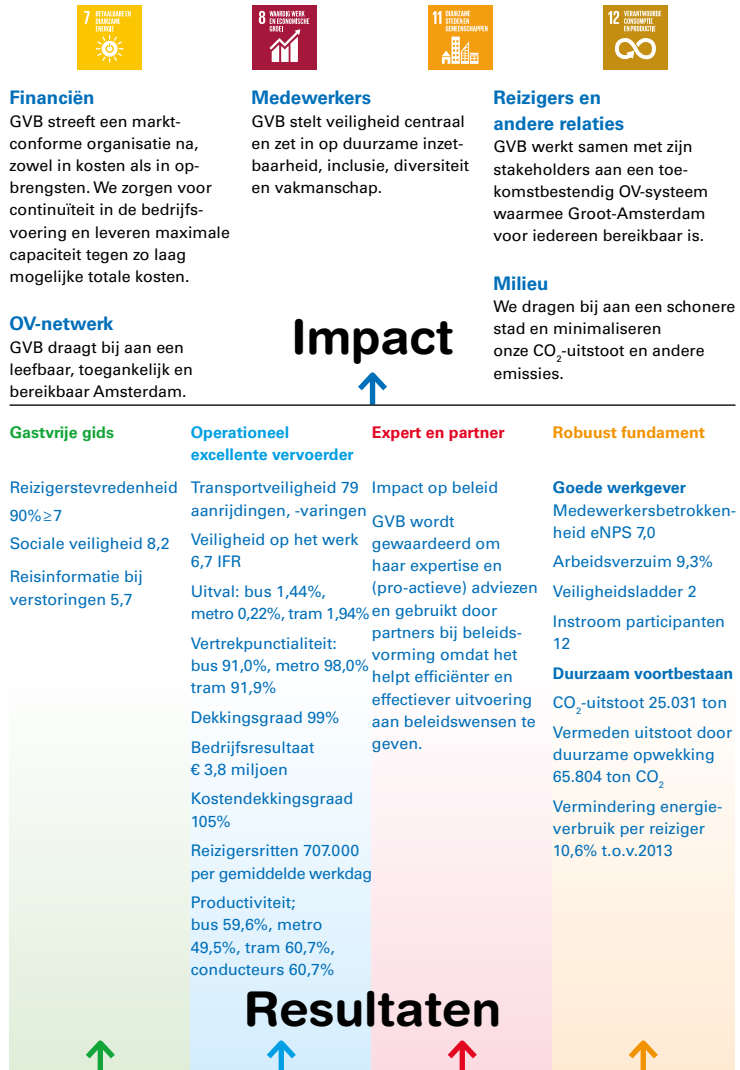 7 BETAALBARE EN
DUURZAME
ENERGIE
8 WAARDIG WERK
EN ECONOMISCHE
GROEI
11 DUURZAME
STEDEN EN
GEMEENSCHAPPEN
12 VERANTWOORDE
CONSUMPTIE
EN PRODUCTIE
Financiën
GVB streeft een markt-
conforme organisatie na,
zowel in kosten als in op-
brengsten. We zorgen voor
continuïteit in de bedrijfs-
voering en leveren maximale
capaciteit tegen zo laag
mogelijke totale kosten.
OV-netwerk
GVB draagt bij aan een
leefbaar, toegankelijk en
bereikbaar Amsterdam.
Medewerkers
GVB stelt veiligheid centraal
en zet in op duurzame inzet-
baarheid, inclusie, diversiteit
en vakmanschap.
Reizigers en
andere relaties
GVB werkt samen met zijn
stakeholders aan een toe-
komstbestendig OV-systeem
waarmee Groot-Amsterdam
voor iedereen bereikbaar is.
Milieu
We dragen bij aan een schonere
stad en minimaliseren
onze CO₂-uitstoot en andere
emissies.
Impact
Gastvrije gids
Reizigerstevredenheid
90%≥7
Sociale veiligheid 8,2
Reisinformatie bij
verstoringen 5,7
Operationeel
excellente vervoerder
Transportveiligheid 79
aanrijdingen, -varingen
Veiligheid op het werk
6,7 IFR
Uitval: bus 1,44%,
metro 0,22%, tram 1,94%
Vertrekpunctialiteit:
bus 91,0%, metro 98,0%
tram 91,9%
Dekkingsgraad 99%
Bedrijfsresultaat
€ 3,8 miljoen
Kostendekkingsgraad
105%
Reizigersritten 707.000
per gemiddelde werkdag
Productiviteit;
bus 59,6%, metro
49,5%, tram 60,7%,
conducteurs 60,7%
Expert en partner
Impact op beleid
GVB wordt
gewaardeerd om
haar expertise en
(pro-actieve) adviezen
en gebruikt door
partners bij beleids-
vorming omdat het
helpt efficiënter en
effectiever uitvoering
aan beleidswensen te
geven.
Robuust fundament
Goede werkgever
Medewerkersbetrokken-
heid eNPS 7,0
Arbeidsverzuim 9,3%
Veiligheidsladder 2
Instroom participanten
12
Duurzaam voortbestaan
CO₂-uitstoot 25.031 ton
Vermeden uitstoot door
duurzame opwekking
65.804 ton CO₂
Vermindering energie-
verbruik per reiziger
10,6% t.o.v.2013
Resultaten